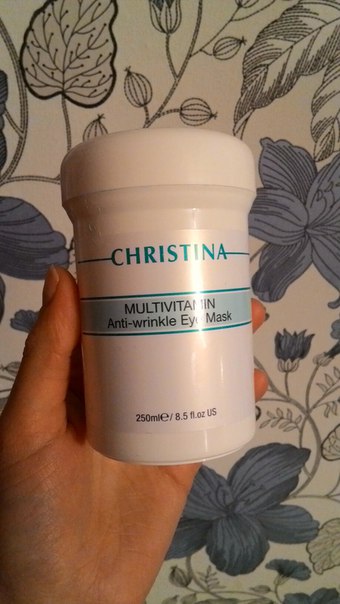 CHRISTINA
MULTIVITAMIN
Anti-wrinkle Eye Mask
250ml℮/ 8.5 fl.oz US